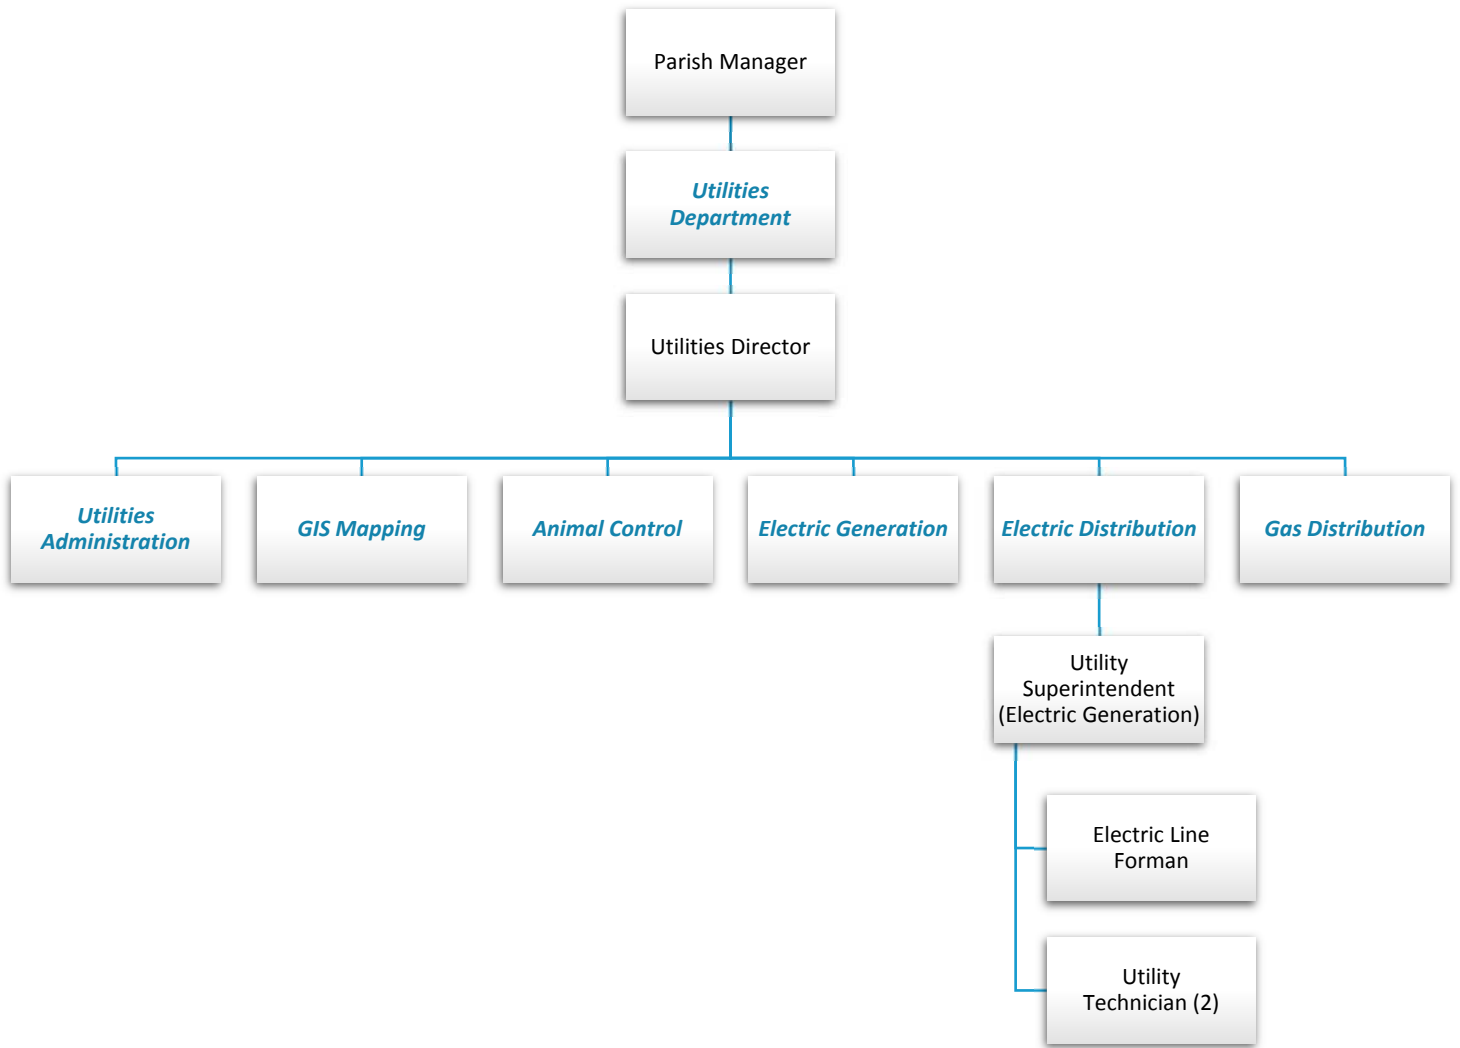 Parish Manager
Utilities
Department
Utilities Director
Utilities
Administration
GIS Mapping
Animal Control
Electric Generation
Electric Distribution
Gas Distribution
Utility
Superintendent
(Electric Generation)
Electric Line
Forman
Utility
Technician (2)